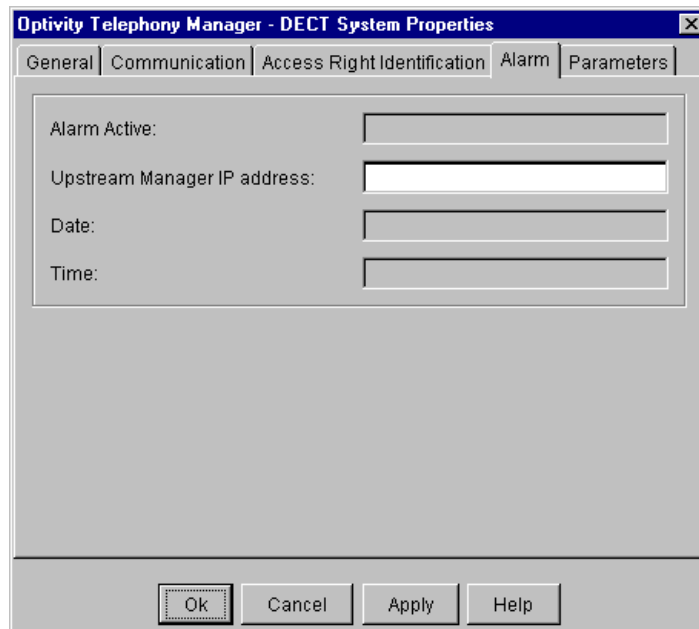 Optivity Telephony Manager - DECT System Properties
General Communication Access Right Identification Alarm Parameters
Alarm Active:
Upstream Manager IP address:
Date:
Time:
Ok Cancel Apply Help